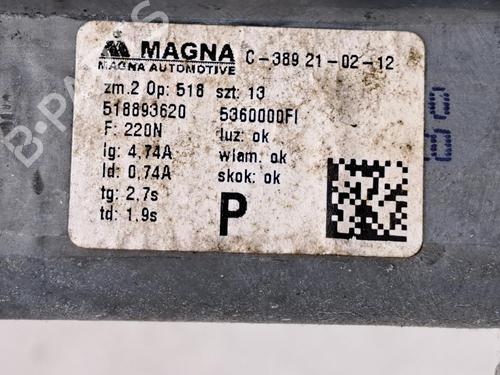 MAGNA C-389 21-02-12
MAGNA AUTOMOTIVE
zm.2 Op: 518 szt: 13
518893620 5360000FI
F: 220N luz: ok
Ig: 4,74A wlam: ok
Id: 0,74A skok: ok
tg: 2,7s
td: 1,9s
P
B-PARTS